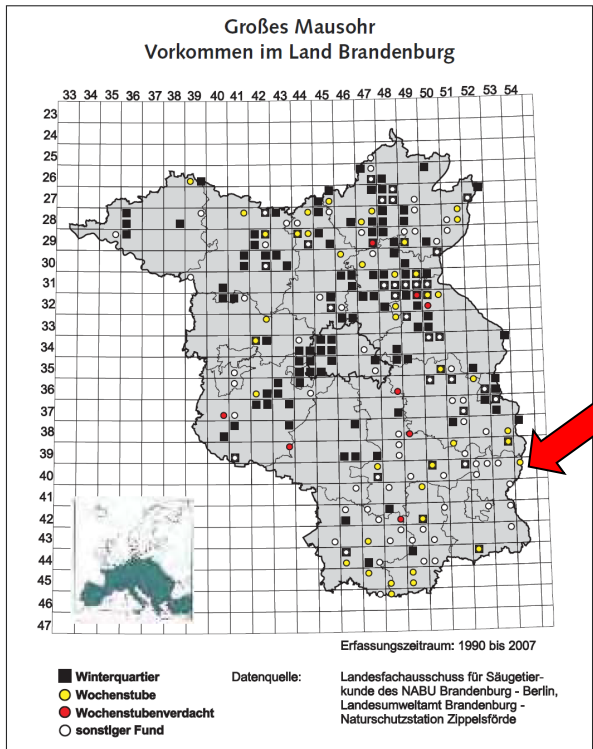 Großes Mausohr
Vorkommen im Land Brandenburg
33 34 35 36 37 38 39 40 41 42 43 44 45 46 47 48 49 50 51 52 53 54
23
24
25
26
27
28
29
30
31
32
33
34
35
36
37
38
39
40
41
42
43
44
45
46
47
Erfassungszeitraum: 1990 bis 2007
Winterquartier
Wochenstube
Wochenstubenverdacht
sonstiger Fund
Datenquelle:
Landesfachausschuss für Säugetier-
kunde des NABU Brandenburg - Berlin,
Landesumweltamt Brandenburg -
Naturschutzstation Zippelsförde